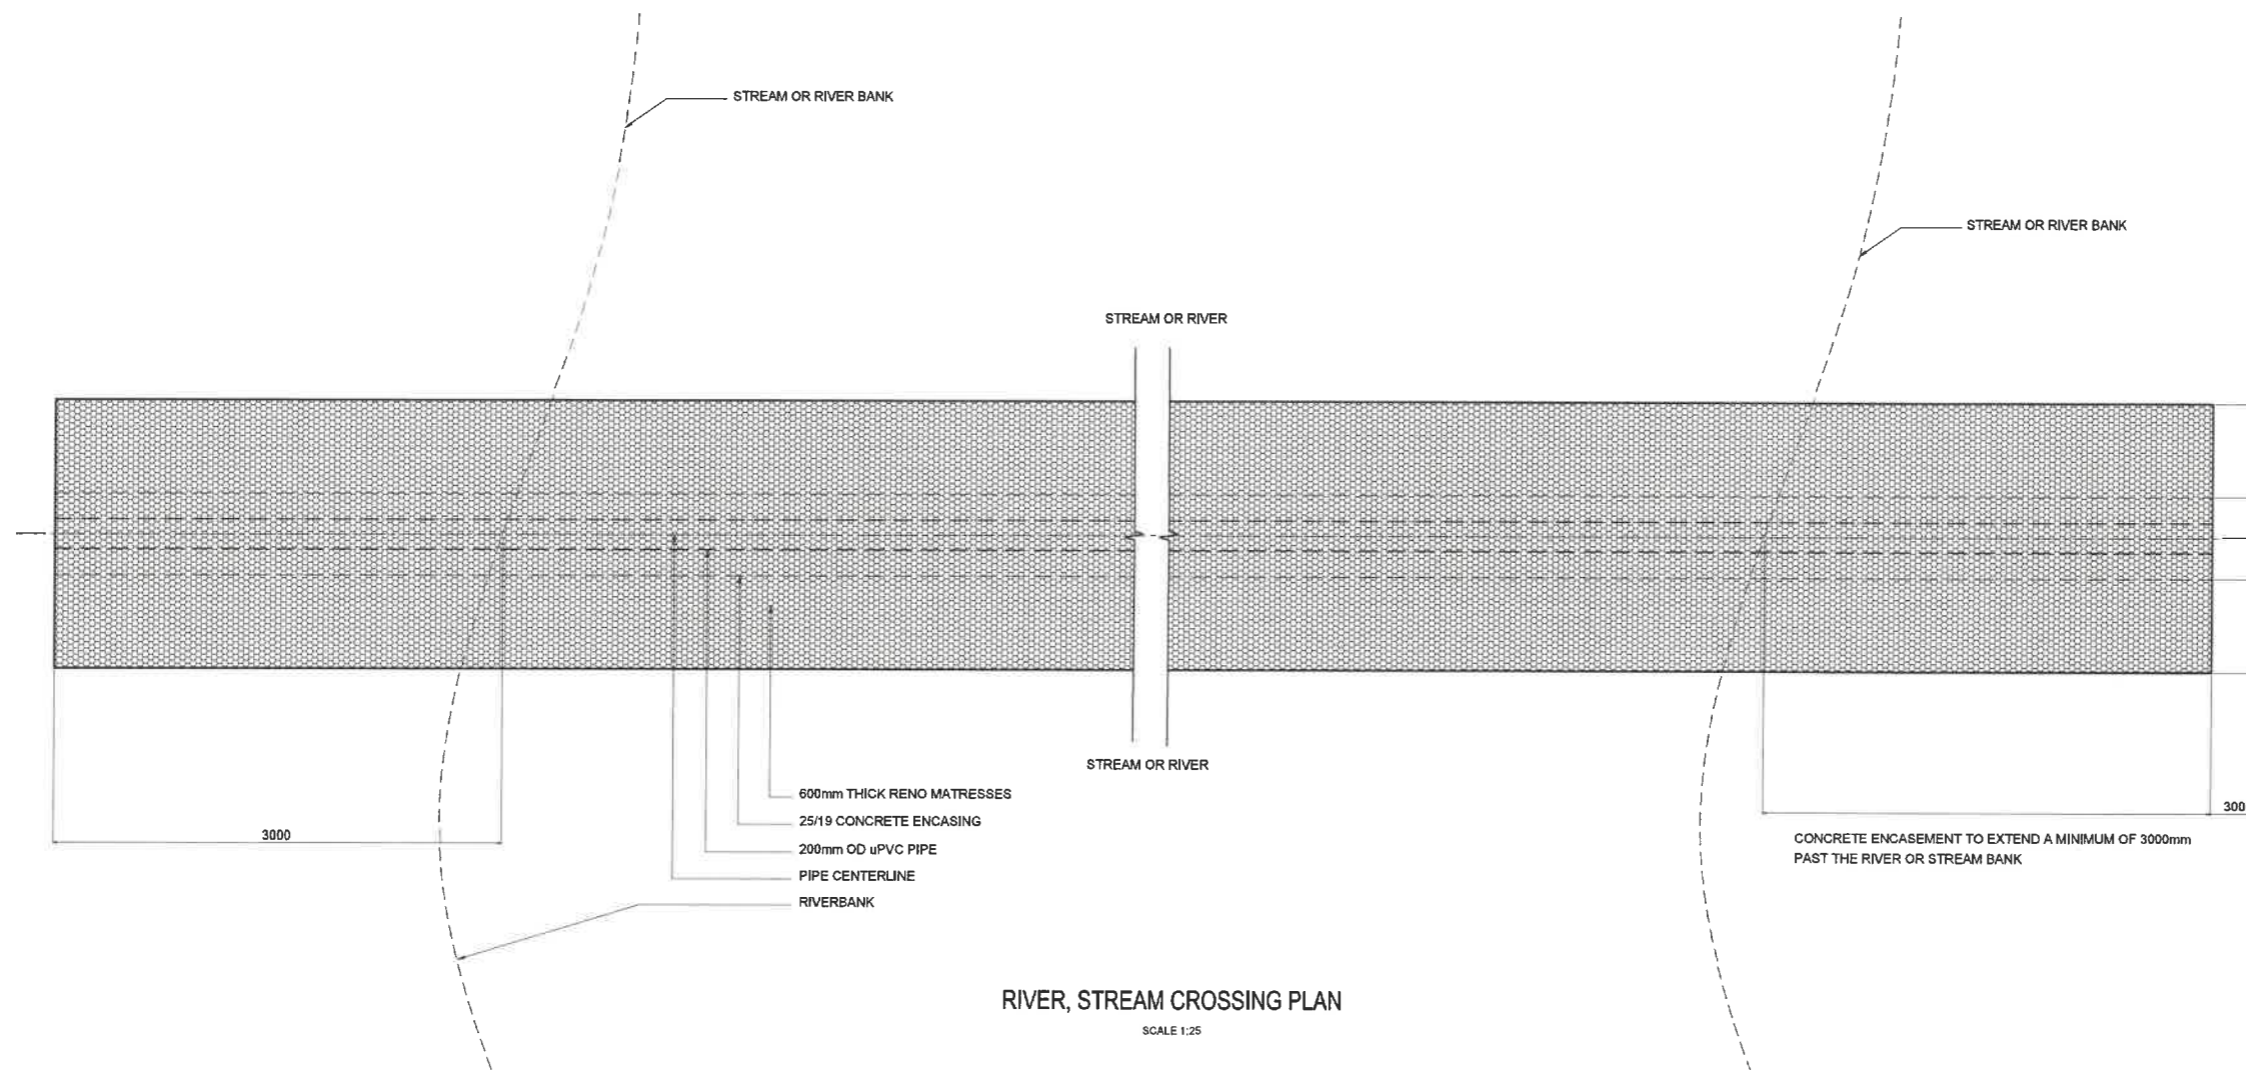 STREAM OR RIVER BANK
STREAM OR RIVER BANK
STREAM OR RIVER
STREAM OR RIVER
600mm THICK RENO MATRESSES
25/19 CONCRETE ENCASING
200mm OD uPVC PIPE
PIPE CENTERLINE
RIVERBANK
3000
300
CONCRETE ENCASEMENT TO EXTEND A MINIMUM OF 3000mm
PAST THE RIVER OR STREAM BANK
RIVER, STREAM CROSSING PLAN
SCALE 1:25